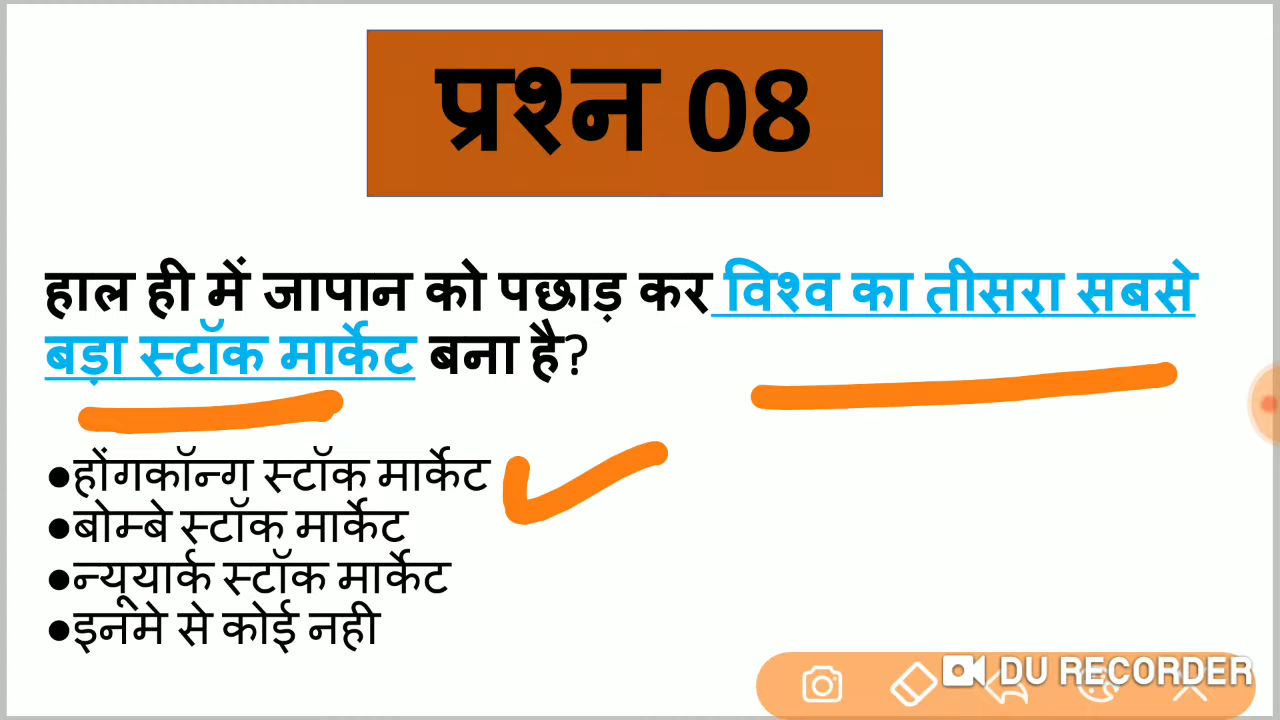 प्रश्न 08
हाल ही में जापान को पछाड़ कर विश्व का तीसरा सबसे
बड़ा स्टॉक मार्केट बना है?
●होंगकॉन्ग स्टॉक मार्केट
●बोम्बे स्टॉक मार्केट
●न्यूयार्क स्टॉक मार्केट
●इनमे से कोई नही
DU RECORDER